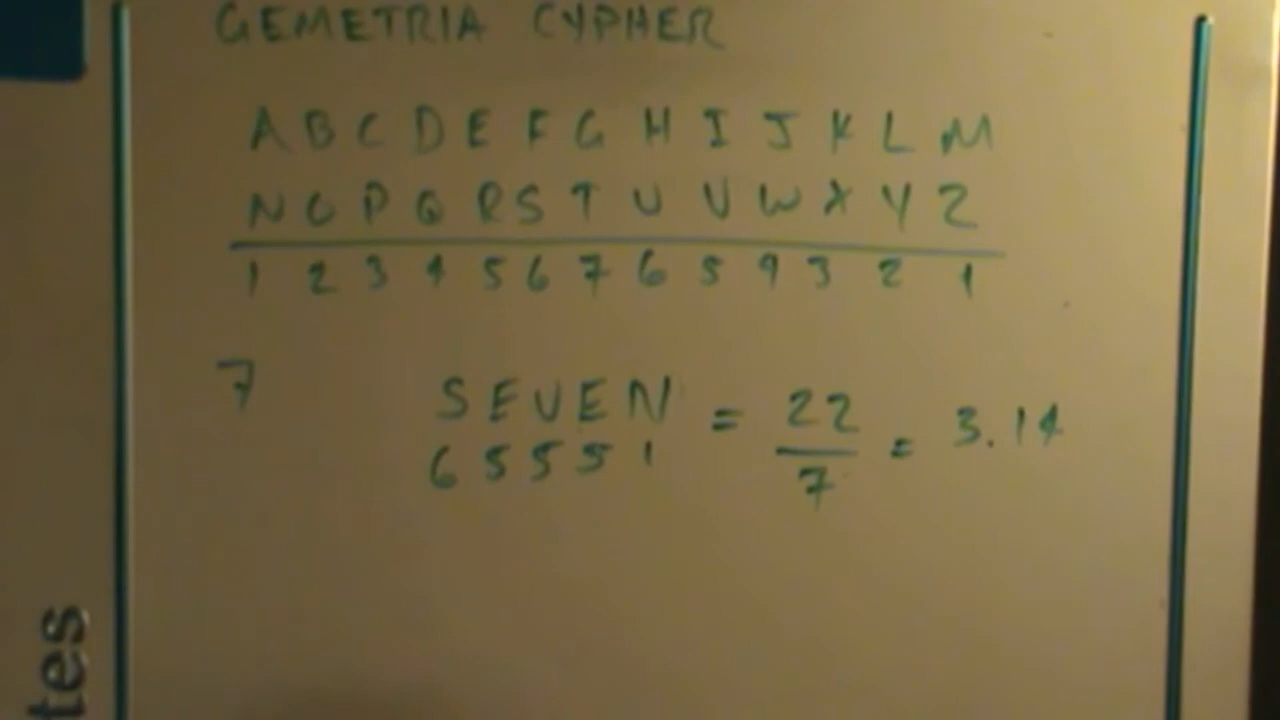 GEMETRIA CYPHER
A B C D E F G H I J K L M
N O P Q R S T U V W X Y Z
1 2 3 4 5 6 7 6 5 4 3 2 1
7 SEVEN = 22/7 = 3.14
6 5 5 5 1
tes